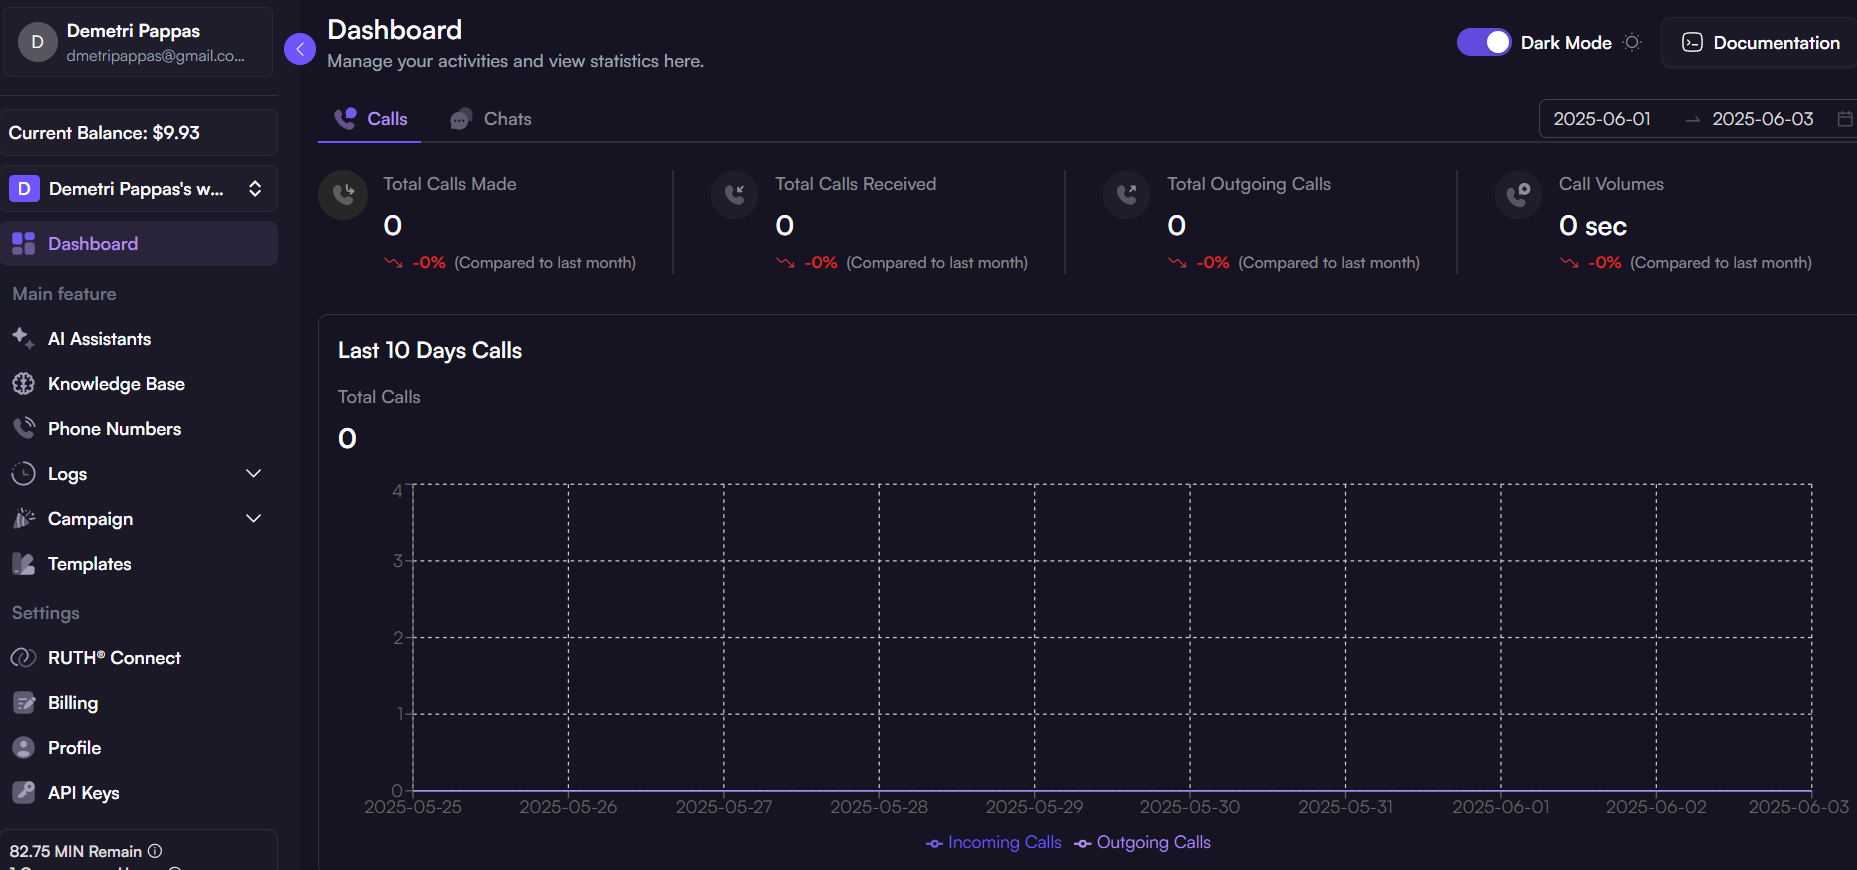 D
Demetri Pappas
dmetripappas@gmail.co...
Current Balance: $9.93
D
Demetri Pappas's w...
Dashboard
Main feature
AI Assistants
Knowledge Base
Phone Numbers
Logs
Campaign
Templates
Settings
RUTH® Connect
Billing
Profile
API Keys
82.75 MIN Remain
Dashboard
Manage your activities and view statistics here.
Dark Mode
Documentation
Calls
Chats
2025-06-01
2025-06-03
Total Calls Made
0
-0% (Compared to last month)
Total Calls Received
0
-0% (Compared to last month)
Total Outgoing Calls
0
-0% (Compared to last month)
Call Volumes
0 sec
-0% (Compared to last month)
Last 10 Days Calls
Total Calls
0
4
3
2
1
0
2025-05-25
2025-05-26
2025-05-27
2025-05-28
2025-05-29
2025-05-30
2025-05-31
2025-06-01
2025-06-02
2025-06-03
Incoming Calls
Outgoing Calls